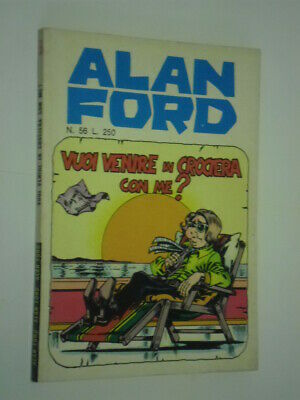 ALAN
FORD
N. 56 L. 250
VUOI VENIRE IN CROCIERA
CON ME?